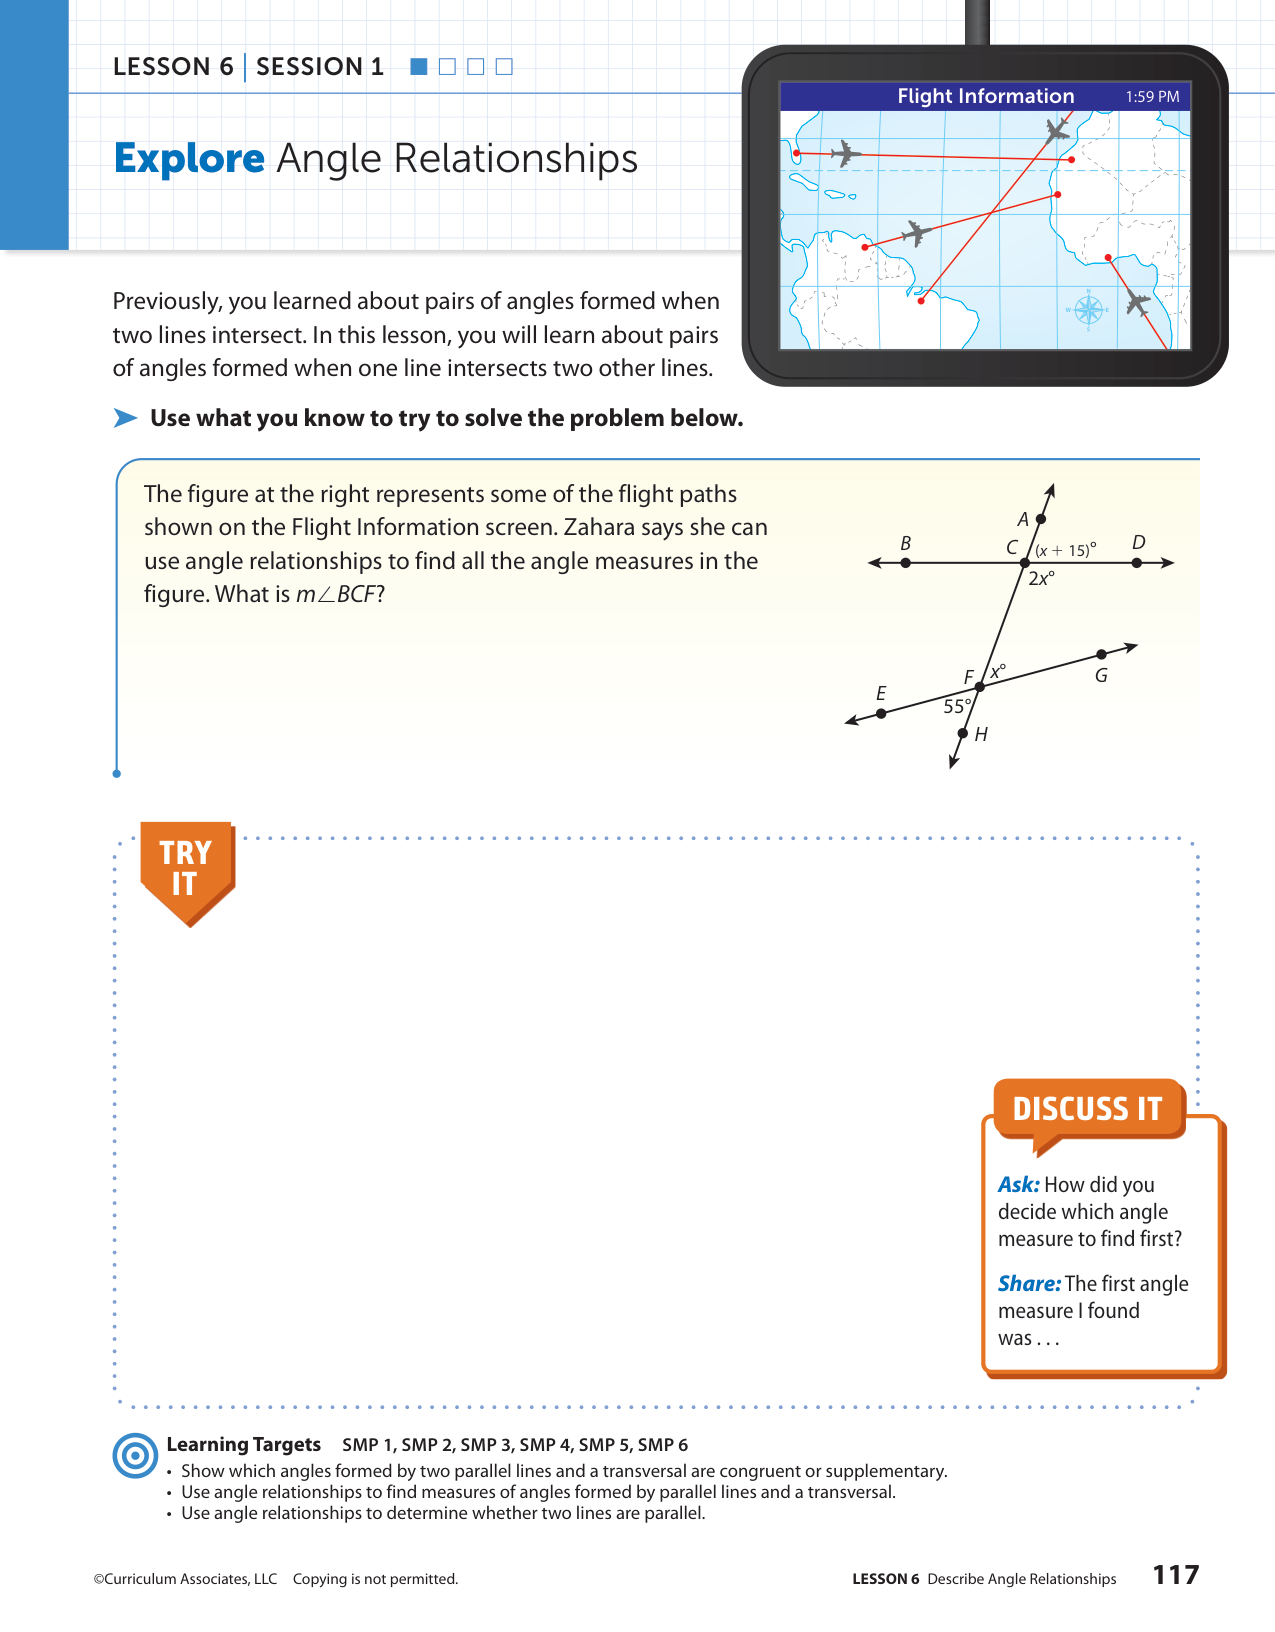 LESSON 6 | SESSION 1
Flight Information 1:59 PM
Explore Angle Relationships
N
W E
S
Previously, you learned about pairs of angles formed when
two lines intersect. In this lesson, you will learn about pairs
of angles formed when one line intersects two other lines.
➤ Use what you know to try to solve the problem below.
The figure at the right represents some of the flight paths
shown on the Flight Information screen. Zahara says she can
use angle relationships to find all the angle measures in the
figure. What is m∠BCF?
A
B C (x + 15)° D
2x°
F x° G
E
55°
H
TRY
IT
DISCUSS IT
Ask: How did you
decide which angle
measure to find first?
Share: The first angle
measure I found
was . . .
Learning Targets SMP 1, SMP 2, SMP 3, SMP 4, SMP 5, SMP 6
• Show which angles formed by two parallel lines and a transversal are congruent or supplementary.
• Use angle relationships to find measures of angles formed by parallel lines and a transversal.
• Use angle relationships to determine whether two lines are parallel.
©Curriculum Associates, LLC Copying is not permitted.
LESSON 6 Describe Angle Relationships 117